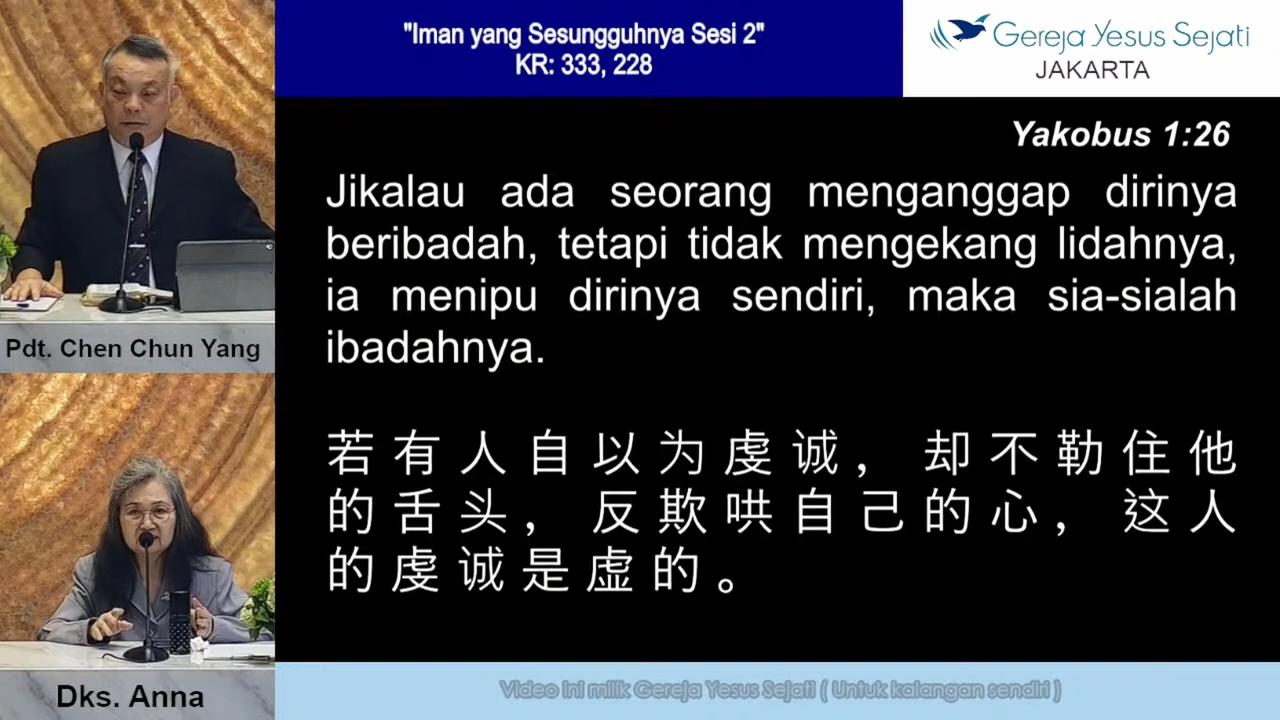 "Iman yang Sesungguhnya Sesi 2"
KR: 333, 228
Gereja Yesus Sejati
JAKARTA
Yakobus 1:26
Jikalau ada seorang menganggap dirinya
beribadah, tetapi tidak mengekang lidahnya,
ia menipu dirinya sendiri, maka sia-sialah
ibadahnya.
若有人自以为虔诚，却不勒住他
的舌头，反欺哄自己的心，这人
的虔诚是虚的。
Pdt. Chen Chun Yang
Dks. Anna
Video ini milik Gereja Yesus Sejati ( Untuk kalangan sendiri )